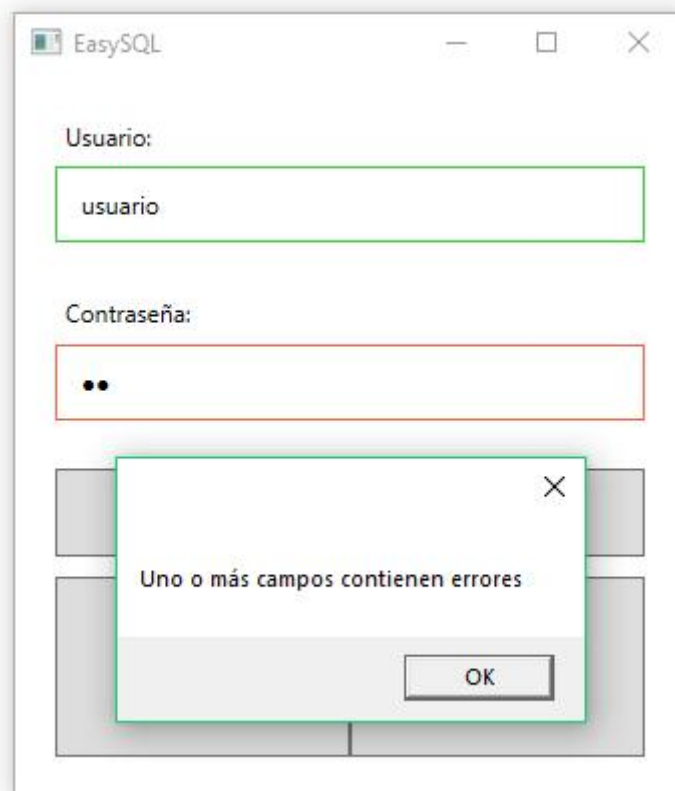 EasySQL
Usuario:
usuario
Contraseña:
••
Uno o más campos contienen errores
OK